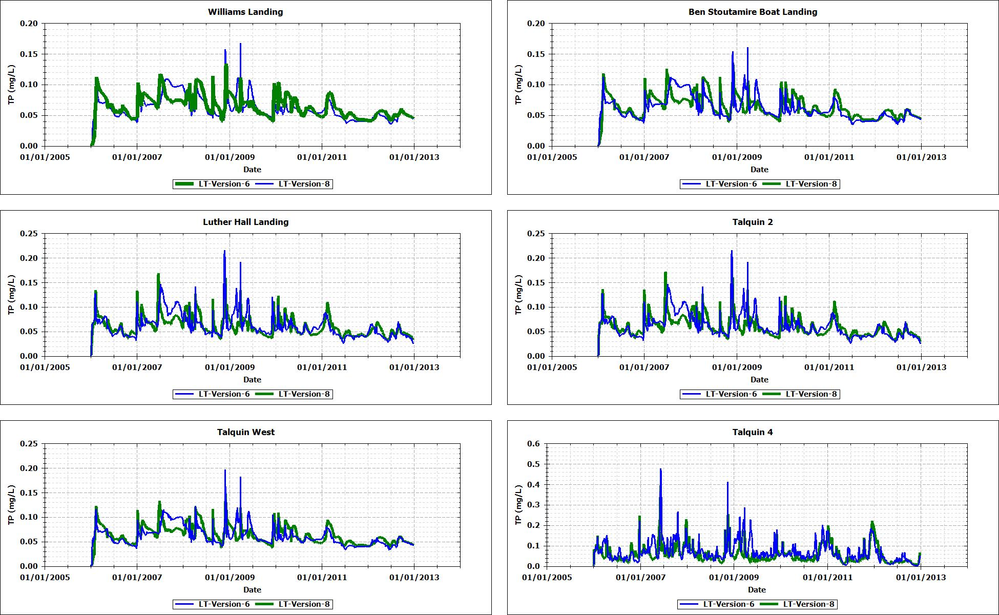 Williams Landing
0.20
0.15
0.10
0.05
0.00
TP (mg/L)
01/01/2005 01/01/2007 01/01/2009 01/01/2011 01/01/2013
Date
LT-Version-6 LT-Version-8
Ben Stoutamire Boat Landing
0.20
0.15
0.10
0.05
0.00
TP (mg/L)
01/01/2005 01/01/2007 01/01/2009 01/01/2011 01/01/2013
Date
LT-Version-6 LT-Version-8
Luther Hall Landing
0.25
0.20
0.15
0.10
0.05
0.00
TP (mg/L)
01/01/2005 01/01/2007 01/01/2009 01/01/2011 01/01/2013
Date
LT-Version-6 LT-Version-8
Talquin 2
0.25
0.20
0.15
0.10
0.05
0.00
TP (mg/L)
01/01/2005 01/01/2007 01/01/2009 01/01/2011 01/01/2013
Date
LT-Version-6 LT-Version-8
Talquin West
0.25
0.20
0.15
0.10
0.05
0.00
TP (mg/L)
01/01/2005 01/01/2007 01/01/2009 01/01/2011 01/01/2013
Date
LT-Version-6 LT-Version-8
Talquin 4
0.6
0.5
0.4
0.3
0.2
0.1
0.0
TP (mg/L)
01/01/2005 01/01/2007 01/01/2009 01/01/2011 01/01/2013
Date
LT-Version-6 LT-Version-8